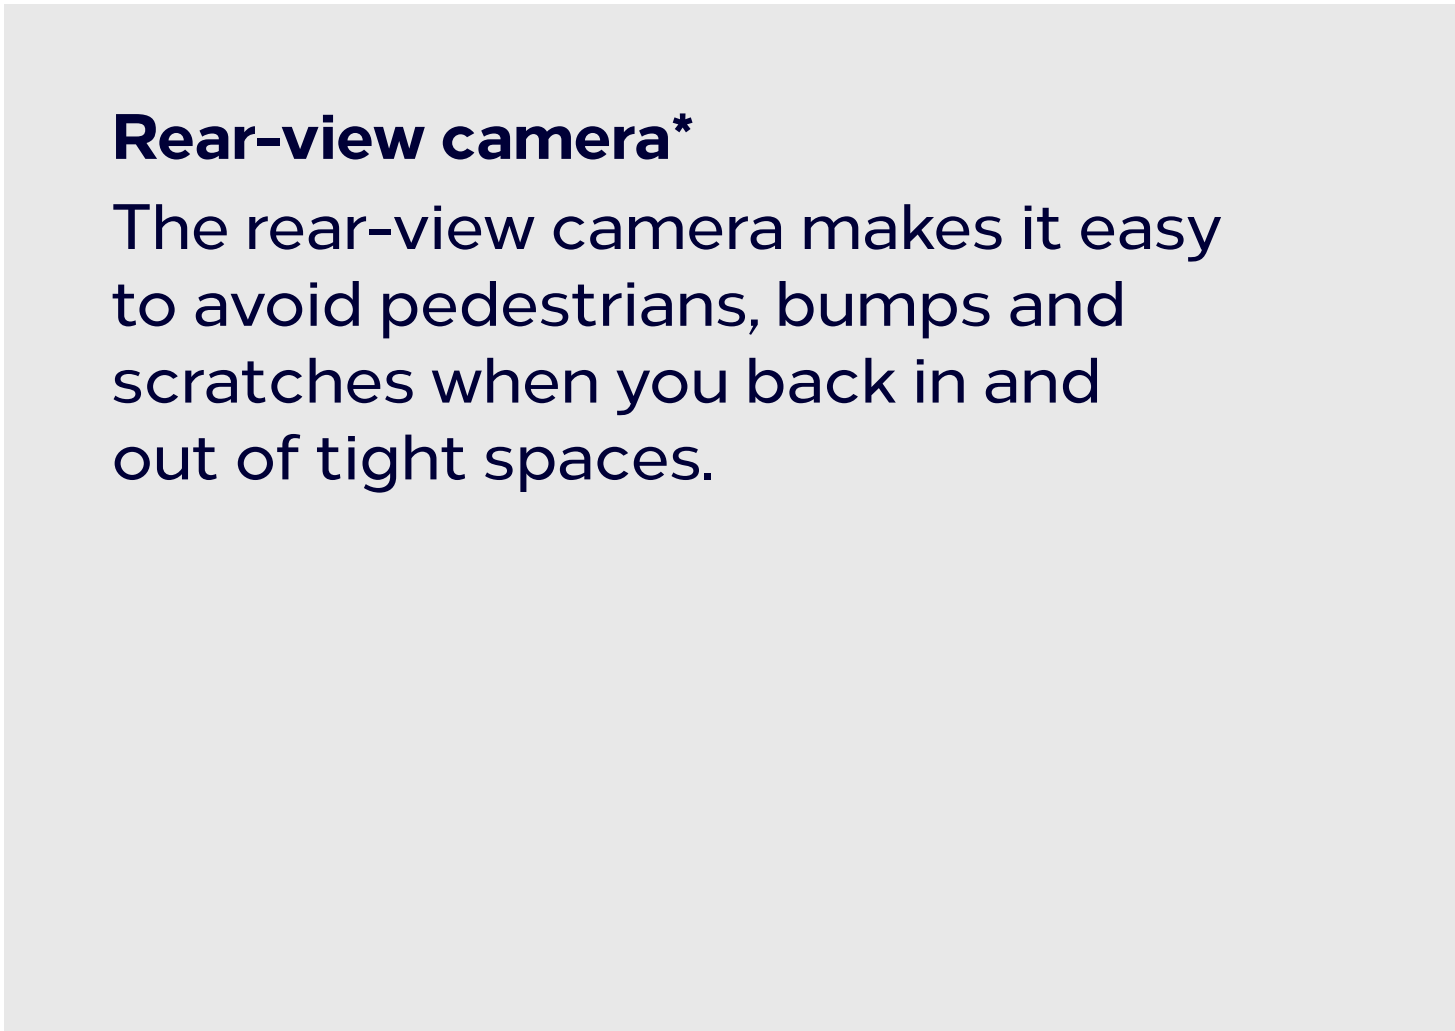 Rear-view camera*
The rear-view camera makes it easy
to avoid pedestrians, bumps and
scratches when you back in and
out of tight spaces.